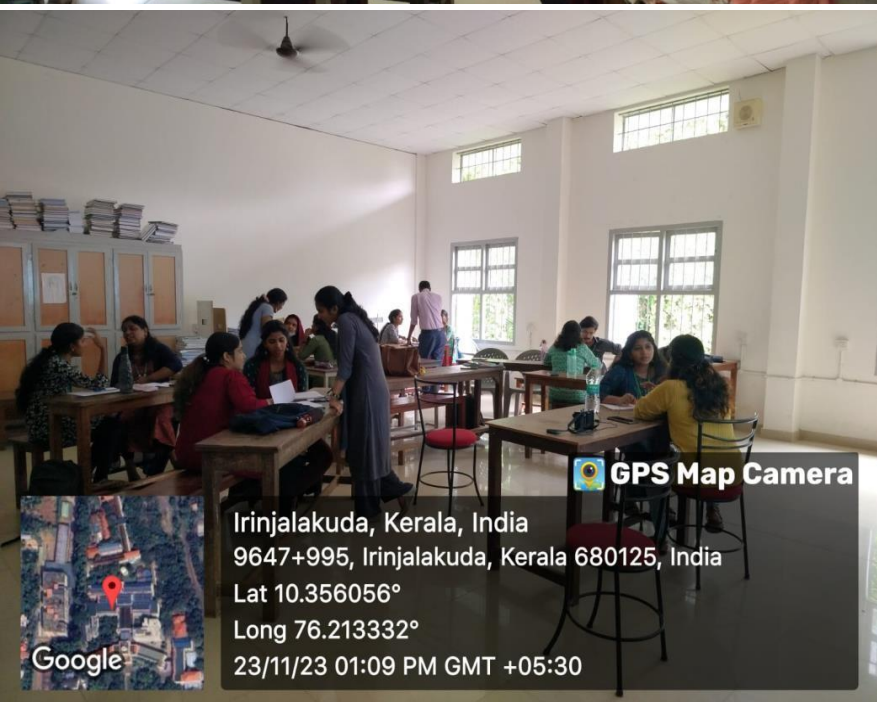 GPS Map Camera
Irinjalakuda, Kerala, India
9647+995, Irinjalakuda, Kerala 680125, India
Lat 10.356056°
Long 76.213332°
23/11/23 01:09 PM GMT +05:30
Google